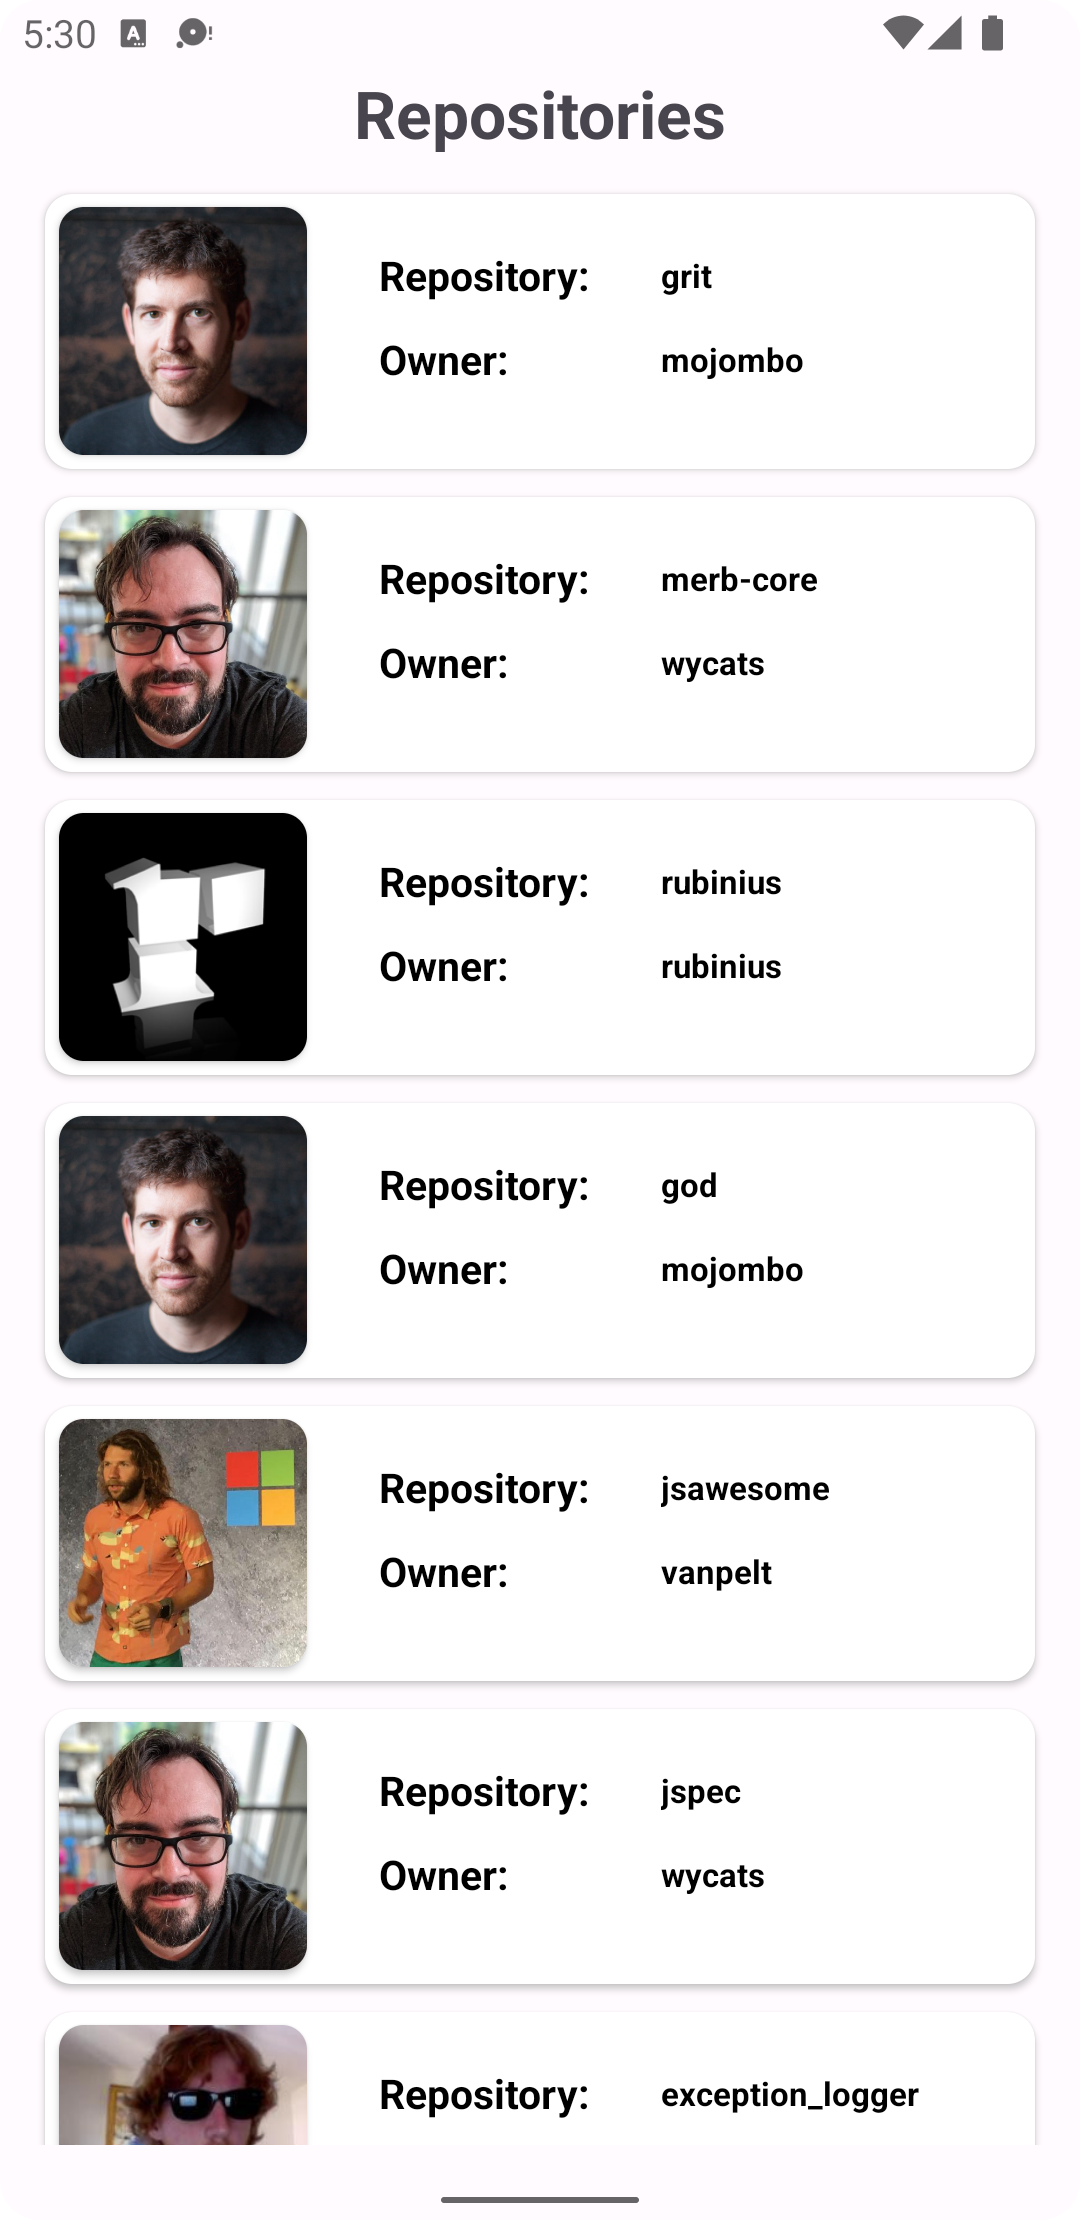 5:30
Repositories
Repository: grit
Owner: mojombo
Repository: merb-core
Owner: wycats
Repository: rubinius
Owner: rubinius
Repository: god
Owner: mojombo
Repository: jsawesome
Owner: vanpelt
Repository: jspec
Owner: wycats
Repository: exception_logger